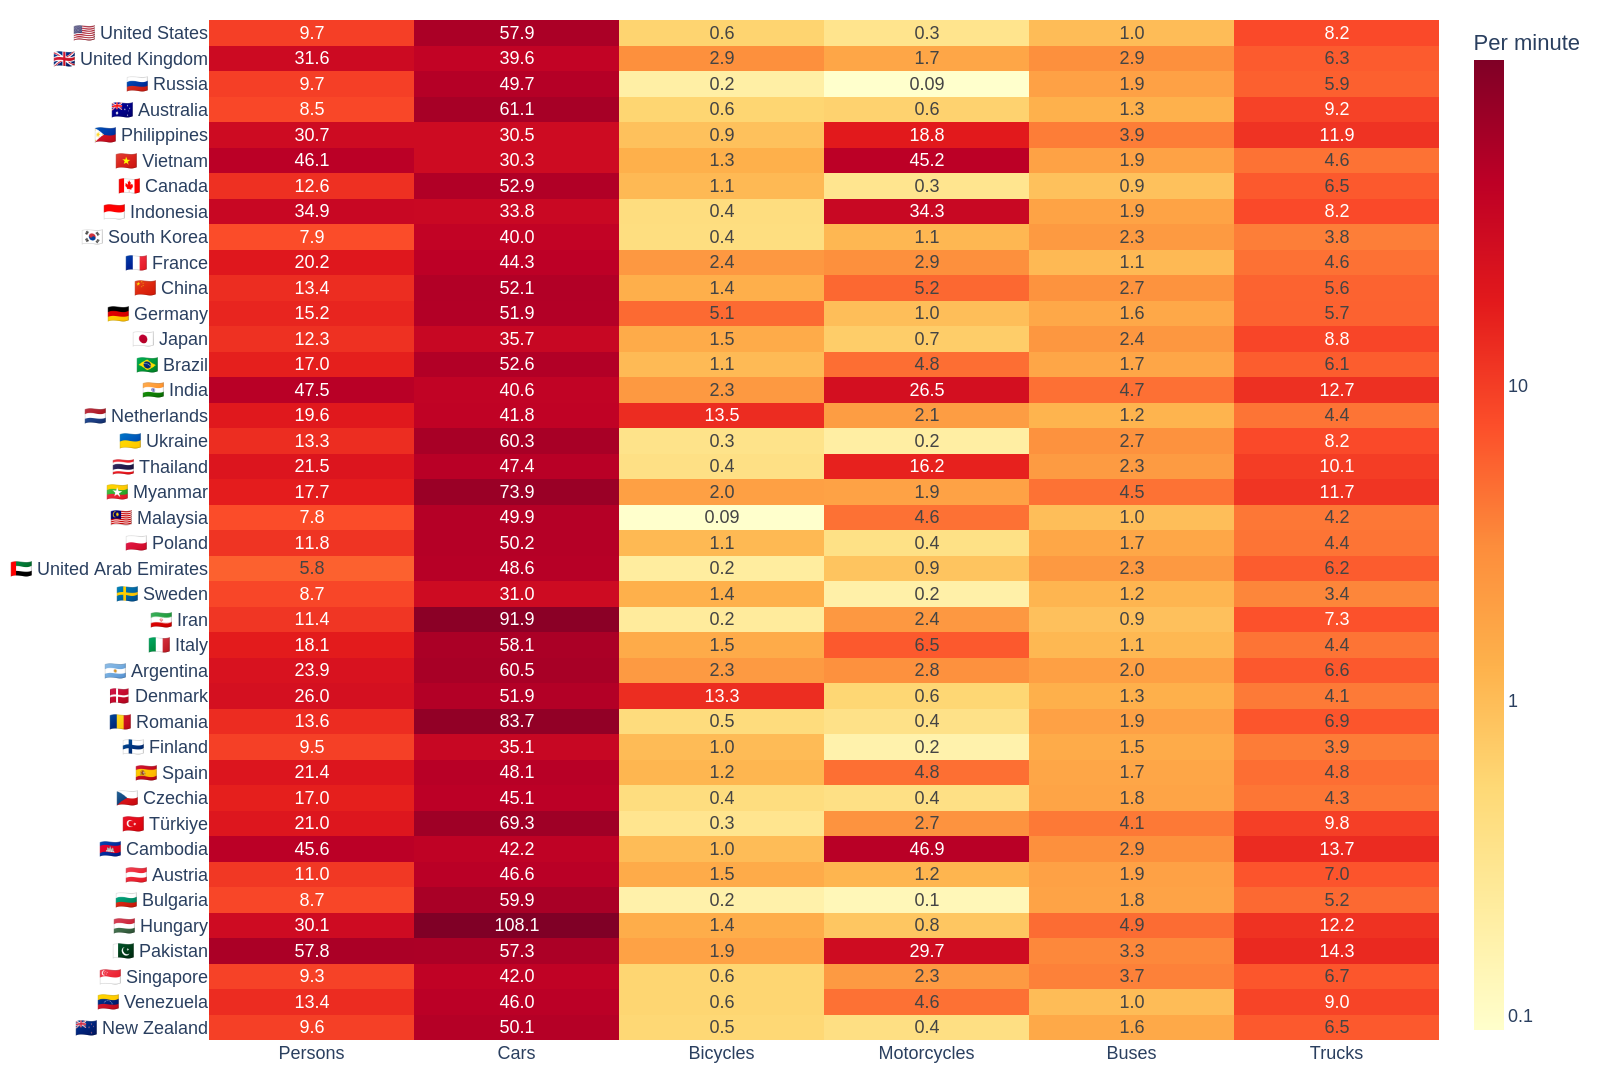 Per minute
🇺🇸 United States 9.7 57.9 0.6 0.3 1.0 8.2
🇬🇧 United Kingdom 31.6 39.6 2.9 1.7 2.9 6.3
🇷🇺 Russia 9.7 49.7 0.2 0.09 1.9 5.9
🇦🇺 Australia 8.5 61.1 0.6 0.6 1.3 9.2
🇵🇭 Philippines 30.7 30.5 0.9 18.8 3.9 11.9
🇻🇳 Vietnam 46.1 30.3 1.3 45.2 1.9 4.6
🇨🇦 Canada 12.6 52.9 1.1 0.3 0.9 6.5
🇮🇩 Indonesia 34.9 33.8 0.4 34.3 1.9 8.2
🇰🇷 South Korea 7.9 40.0 0.4 1.1 2.3 3.8
🇫🇷 France 20.2 44.3 2.4 2.9 1.1 4.6
🇨🇳 China 13.4 52.1 1.4 5.2 2.7 5.6
🇩🇪 Germany 15.2 51.9 5.1 1.0 1.6 5.7
🇯🇵 Japan 12.3 35.7 1.5 0.7 2.4 8.8
🇧🇷 Brazil 17.0 52.6 1.1 4.8 1.7 6.1
🇮🇳 India 47.5 40.6 2.3 26.5 4.7 12.7
10
🇳🇱 Netherlands 19.6 41.8 13.5 2.1 1.2 4.4
🇺🇦 Ukraine 13.3 60.3 0.3 0.2 2.7 8.2
🇹🇭 Thailand 21.5 47.4 0.4 16.2 2.3 10.1
🇲🇲 Myanmar 17.7 73.9 2.0 1.9 4.5 11.7
🇲🇾 Malaysia 7.8 49.9 0.09 4.6 1.0 4.2
🇵🇱 Poland 11.8 50.2 1.1 0.4 1.7 4.4
🇦🇪 United Arab Emirates 5.8 48.6 0.2 0.9 2.3 6.2
🇸🇪 Sweden 8.7 31.0 1.4 0.2 1.2 3.4
🇮🇷 Iran 11.4 91.9 0.2 2.4 0.9 7.3
🇮🇹 Italy 18.1 58.1 1.5 6.5 1.1 4.4
🇦🇷 Argentina 23.9 60.5 2.3 2.8 2.0 6.6
🇩🇰 Denmark 26.0 51.9 13.3 0.6 1.3 4.1
1
🇷🇴 Romania 13.6 83.7 0.5 0.4 1.9 6.9
🇫🇮 Finland 9.5 35.1 1.0 0.2 1.5 3.9
🇪🇸 Spain 21.4 48.1 1.2 4.8 1.7 4.8
🇨🇿 Czechia 17.0 45.1 0.4 0.4 1.8 4.3
🇹🇷 Türkiye 21.0 69.3 0.3 2.7 4.1 9.8
🇰🇭 Cambodia 45.6 42.2 1.0 46.9 2.9 13.7
🇦🇹 Austria 11.0 46.6 1.5 1.2 1.9 7.0
🇧🇬 Bulgaria 8.7 59.9 0.2 0.1 1.8 5.2
🇭🇺 Hungary 30.1 108.1 1.4 0.8 4.9 12.2
🇵🇰 Pakistan 57.8 57.3 1.9 29.7 3.3 14.3
🇸🇬 Singapore 9.3 42.0 0.6 2.3 3.7 6.7
🇻🇪 Venezuela 13.4 46.0 0.6 4.6 1.0 9.0
0.1
🇳🇿 New Zealand 9.6 50.1 0.5 0.4 1.6 6.5
Persons Cars Bicycles Motorcycles Buses Trucks